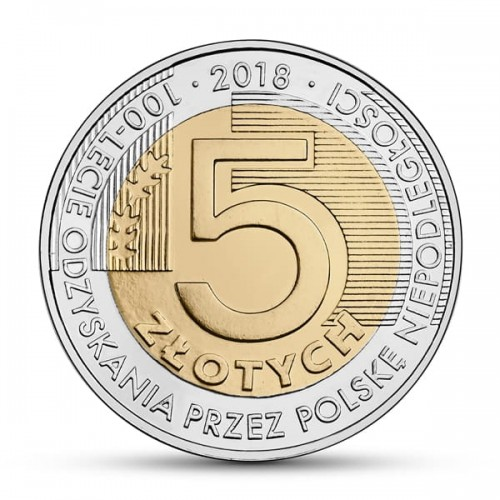 100-LECIE ODZYSKANIA PRZEZ POLSKĘ NIEPODLEGŁOŚCI · 2018 ·
5
ZŁOTYCH